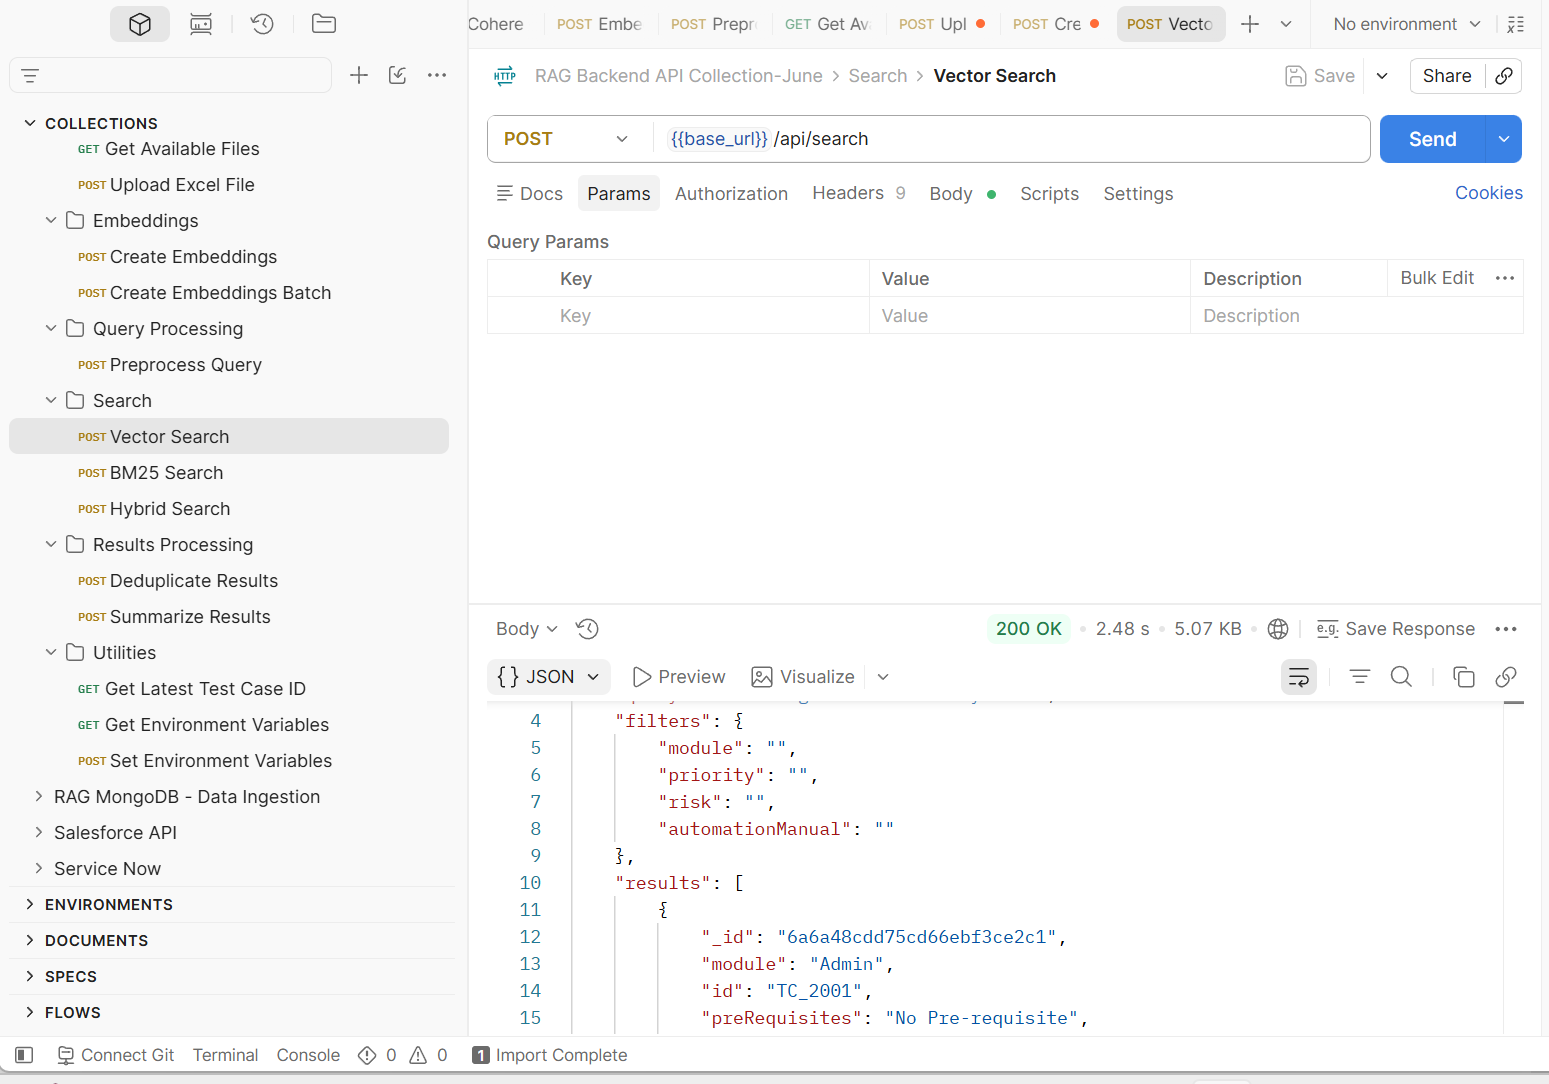 Cohere
POST Embe
POST Prepr
GET Get Av
POST Upl
POST Cre
POST Vecto
No environment
RAG Backend API Collection-June > Search > Vector Search
Save
Share
POST
{{base_url}} /api/search
Send
Docs
Params
Authorization
Headers 9
Body
Scripts
Settings
Cookies
Query Params
Key Value Description Bulk Edit
Key Value Description
COLLECTIONS
GET Get Available Files
POST Upload Excel File
Embeddings
POST Create Embeddings
POST Create Embeddings Batch
Query Processing
POST Preprocess Query
Search
POST Vector Search
POST BM25 Search
POST Hybrid Search
Results Processing
POST Deduplicate Results
POST Summarize Results
Utilities
GET Get Latest Test Case ID
GET Get Environment Variables
POST Set Environment Variables
RAG MongoDB - Data Ingestion
Salesforce API
Service Now
ENVIRONMENTS
DOCUMENTS
SPECS
FLOWS
Body
200 OK
2.48 s
5.07 KB
e.g. Save Response
{} JSON
Preview
Visualize
4 "filters": {
5 "module": "",
6 "priority": "",
7 "risk": "",
8 "automationManual": ""
9 },
10 "results": [
11 {
12 "_id": "6a6a48cdd75cd66ebf3ce2c1",
13 "module": "Admin",
14 "id": "TC_2001",
15 "preRequisites": "No Pre-requisite",
Connect Git
Terminal
Console
0
0
1 Import Complete